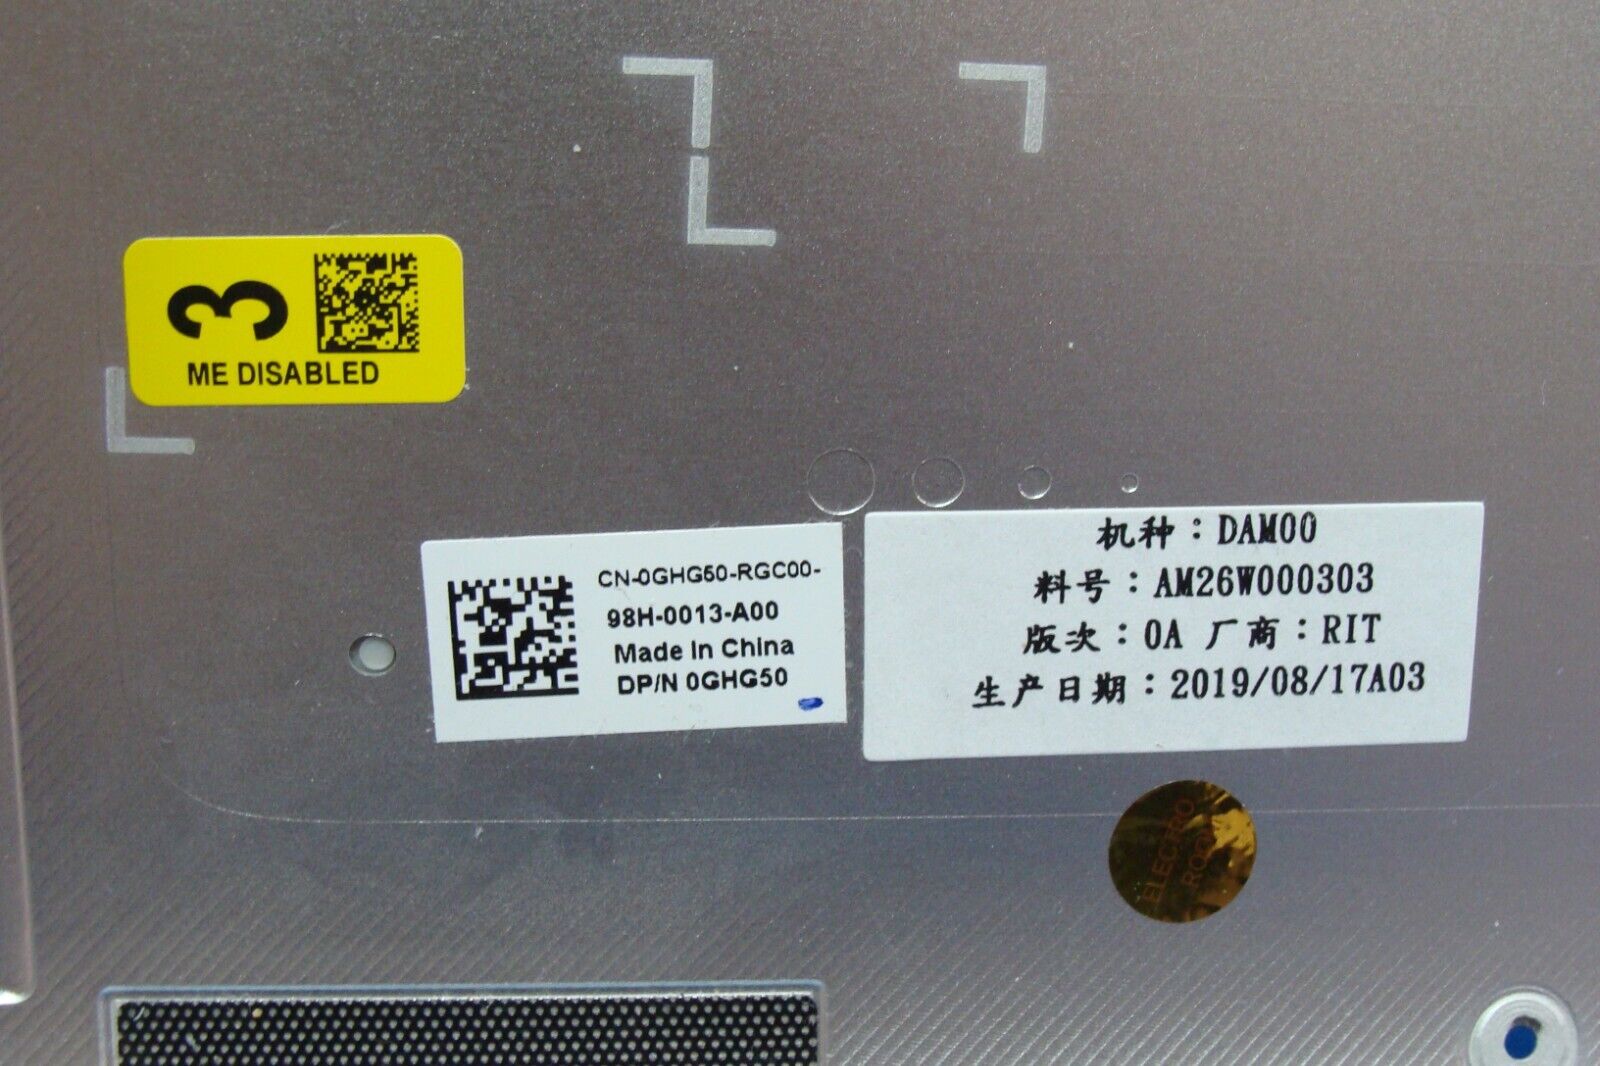 3
ME DISABLED
CN-0GHG50-RGC00-
98H-0013-A00
Made In China
DP/N 0GHG50
机种：DAM00
料号：AM26W000303
版次：0A 厂商：RIT
生产日期：2019/08/17A03
ELECTRO